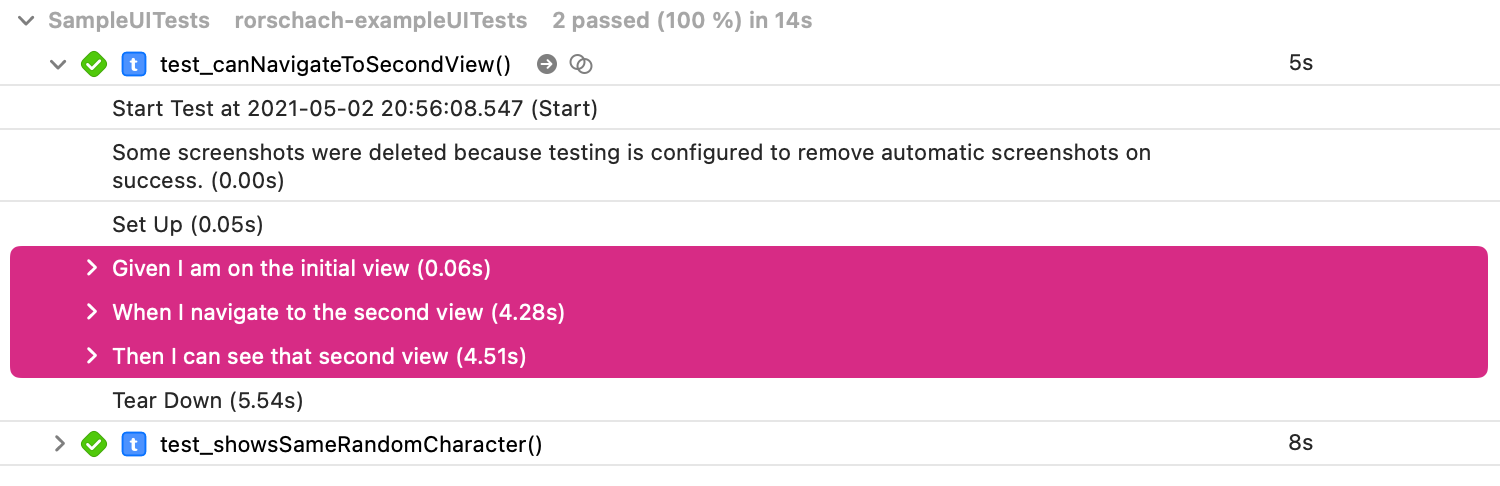 SampleUITests rorschach-exampleUITests 2 passed (100 %) in 14s
t test_canNavigateToSecondView() 5s
Start Test at 2021-05-02 20:56:08.547 (Start)
Some screenshots were deleted because testing is configured to remove automatic screenshots on
success. (0.00s)
Set Up (0.05s)
Given I am on the initial view (0.06s)
When I navigate to the second view (4.28s)
Then I can see that second view (4.51s)
Tear Down (5.54s)
t test_showsSameRandomCharacter() 8s